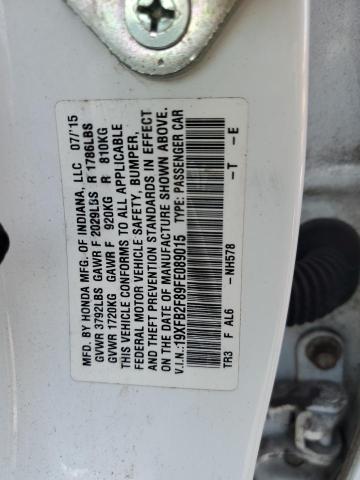 MFD. BY HONDA MFG. OF INDIANA, LLC 07/'15
GVWR 3792LBS GAWR F 2029LBS R 1786LBS
GVWR 1720KG GAWR F 920KG R 810KG
THIS VEHICLE CONFORMS TO ALL APPLICABLE
FEDERAL MOTOR VEHICLE SAFETY, BUMPER,
AND THEFT PREVENTION STANDARDS IN EFFECT
ON THE DATE OF MANUFACTURE SHOWN ABOVE.
V.I.N.:19XFB2F89FE089015 TYPE: PASSENGER CAR
TR3 F AL6 -NH578 -T -E